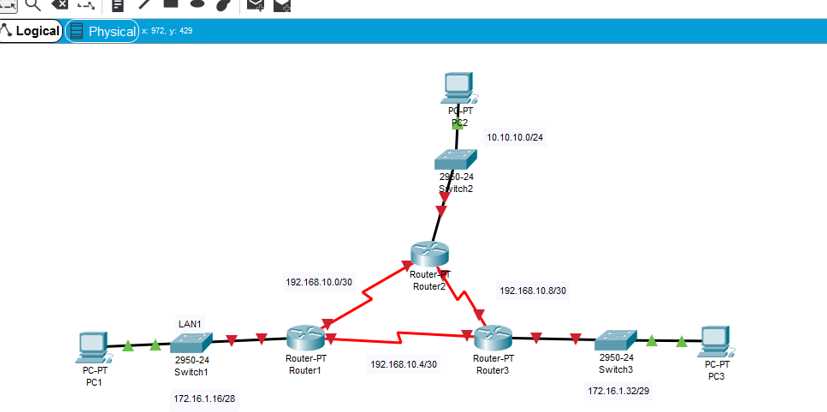 Logical
Physical
x: 972, y: 429
PC-PT
PC2
10.10.10.0/24
2950-24
Switch2
Router-PT
Router2
192.168.10.0/30
192.168.10.8/30
LAN1
PC-PT
PC1
2950-24
Switch1
Router-PT
Router1
192.168.10.4/30
Router-PT
Router3
2950-24
Switch3
PC-PT
PC3
172.16.1.16/28
172.16.1.32/29